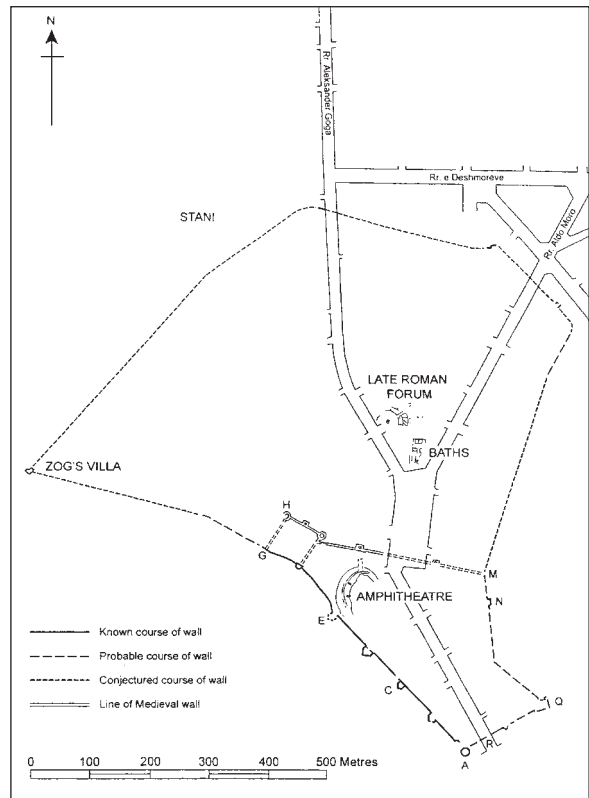 N
Rr. Aleksander Goga
Rr. e Deshmoreve
STANI
Rr. Aldo Moro
LATE ROMAN
FORUM
BATHS
ZOG'S VILLA
H
G
M
AMPHITHEATRE
N
E
C
Q
R
A
Known course of wall
Probable course of wall
Conjectured course of wall
Line of Medieval wall
0 100 200 300 400 500 Metres